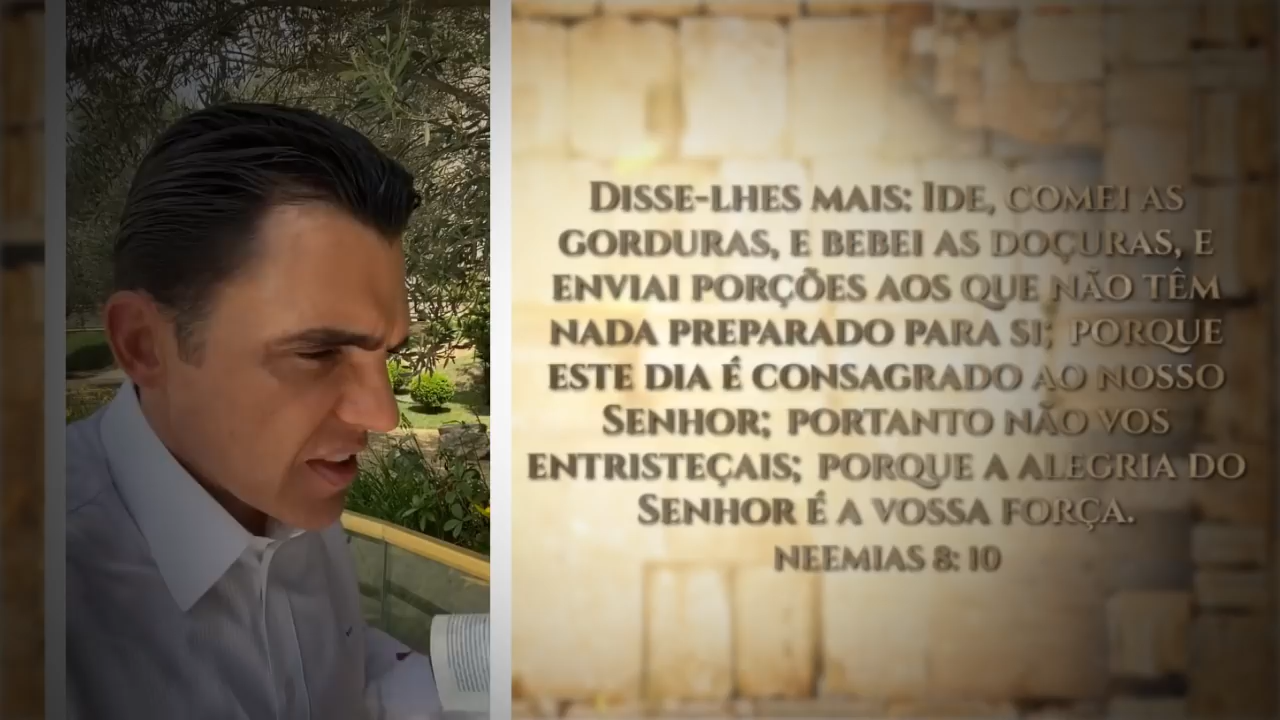 Disse-lhes mais: Ide, comei as
gorduras, e bebei as doçuras, e
enviai porções aos que não têm
nada preparado para si; porque
este dia é consagrado ao nosso
Senhor; portanto não vos
entristeçais; porque a alegria do
Senhor é a vossa força.
Neemias 8: 10